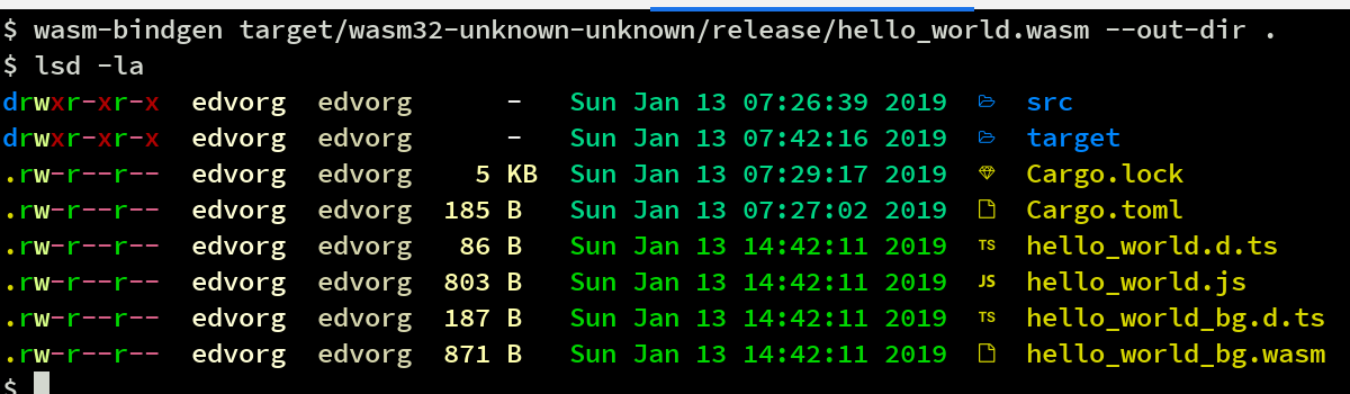 $ wasm-bindgen target/wasm32-unknown-unknown/release/hello_world.wasm --out-dir .
$ lsd -la
drwxr-xr-x edvorg edvorg - Sun Jan 13 07:26:39 2019 src
drwxr-xr-x edvorg edvorg - Sun Jan 13 07:42:16 2019 target
.rw-r--r-- edvorg edvorg 5 KB Sun Jan 13 07:29:17 2019 Cargo.lock
.rw-r--r-- edvorg edvorg 185 B Sun Jan 13 07:27:02 2019 Cargo.toml
.rw-r--r-- edvorg edvorg 86 B Sun Jan 13 14:42:11 2019 TS hello_world.d.ts
.rw-r--r-- edvorg edvorg 803 B Sun Jan 13 14:42:11 2019 JS hello_world.js
.rw-r--r-- edvorg edvorg 187 B Sun Jan 13 14:42:11 2019 TS hello_world_bg.d.ts
.rw-r--r-- edvorg edvorg 871 B Sun Jan 13 14:42:11 2019 hello_world_bg.wasm
$